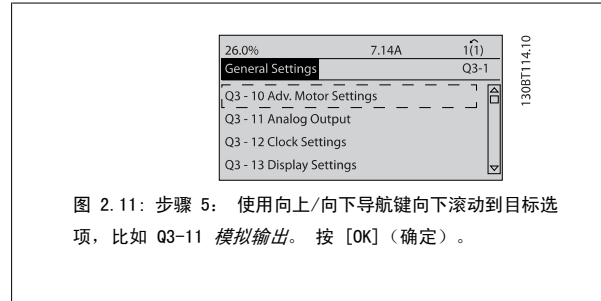 26.0% 7.14A 1(1)
General Settings Q3-1
Q3 - 10 Adv. Motor Settings
Q3 - 11 Analog Output
Q3 - 12 Clock Settings
Q3 - 13 Display Settings
130BT114.10
图 2.11: 步骤 5： 使用向上/向下导航键向下滚动到目标选
项，比如 Q3-11 模拟输出。 按 [OK]（确定）。